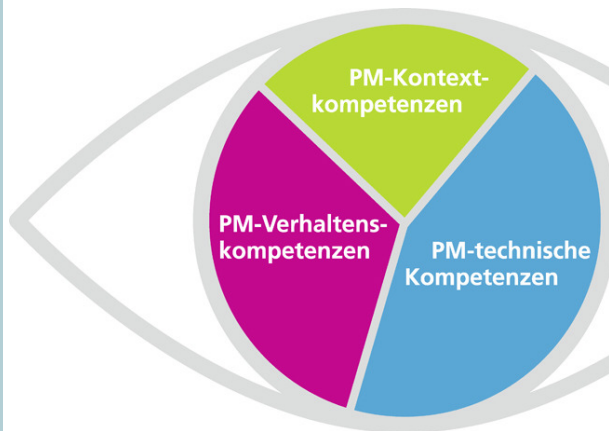 PM-Kontext-
kompetenzen
PM-Verhaltens-
kompetenzen
PM-technische
Kompetenzen